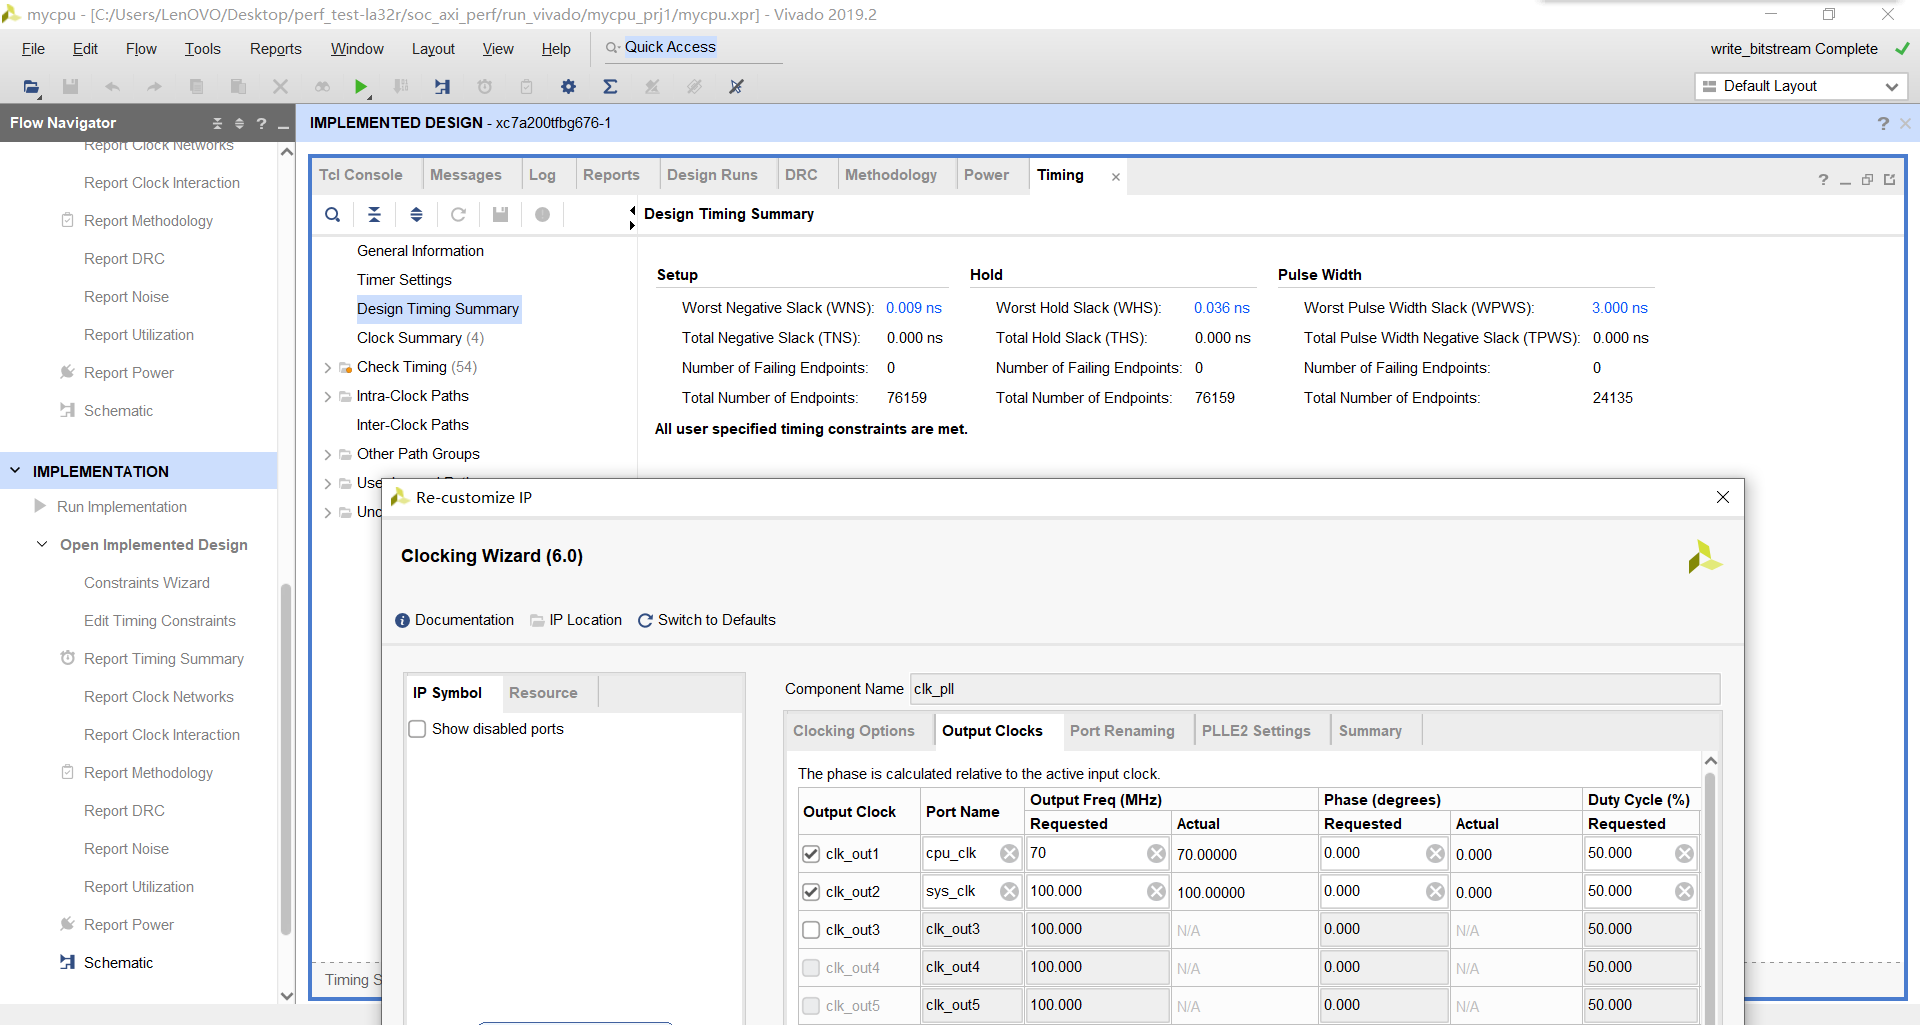 mycpu - [C:/Users/LenOVO/Desktop/perf_test-la32r/soc_axi_perf/run_vivado/mycpu_prj1/mycpu.xpr] - Vivado 2019.2
File Edit Flow Tools Reports Window Layout View Help Quick Access
write_bitstream Complete
Default Layout
Flow Navigator
IMPLEMENTED DESIGN - xc7a200tfbg676-1
Report Clock Networks
Report Clock Interaction
Report Methodology
Report DRC
Report Noise
Report Utilization
Report Power
Schematic
IMPLEMENTATION
Run Implementation
Open Implemented Design
Constraints Wizard
Edit Timing Constraints
Report Timing Summary
Report Clock Networks
Report Clock Interaction
Report Methodology
Report DRC
Report Noise
Report Utilization
Report Power
Schematic
Tcl Console Messages Log Reports Design Runs DRC Methodology Power Timing
Design Timing Summary
General Information
Timer Settings
Design Timing Summary
Clock Summary (4)
Check Timing (54)
Intra-Clock Paths
Inter-Clock Paths
Other Path Groups
Use
Unc
Timing S
Setup Hold Pulse Width
Worst Negative Slack (WNS): 0.009 ns Worst Hold Slack (WHS): 0.036 ns Worst Pulse Width Slack (WPWS): 3.000 ns
Total Negative Slack (TNS): 0.000 ns Total Hold Slack (THS): 0.000 ns Total Pulse Width Negative Slack (TPWS): 0.000 ns
Number of Failing Endpoints: 0 Number of Failing Endpoints: 0 Number of Failing Endpoints: 0
Total Number of Endpoints: 76159 Total Number of Endpoints: 76159 Total Number of Endpoints: 24135
All user specified timing constraints are met.
Re-customize IP
Clocking Wizard (6.0)
Documentation IP Location Switch to Defaults
IP Symbol Resource
Show disabled ports
Component Name clk_pll
Clocking Options Output Clocks Port Renaming PLLE2 Settings Summary
The phase is calculated relative to the active input clock.
Output Clock Port Name Output Freq (MHz) Phase (degrees) Duty Cycle (%)
Requested Actual Requested Actual Requested
clk_out1 cpu_clk 70 70.00000 0.000 0.000 50.000
clk_out2 sys_clk 100.000 100.00000 0.000 0.000 50.000
clk_out3 clk_out3 100.000 N/A 0.000 N/A 50.000
clk_out4 clk_out4 100.000 N/A 0.000 N/A 50.000
clk_out5 clk_out5 100.000 N/A 0.000 N/A 50.000